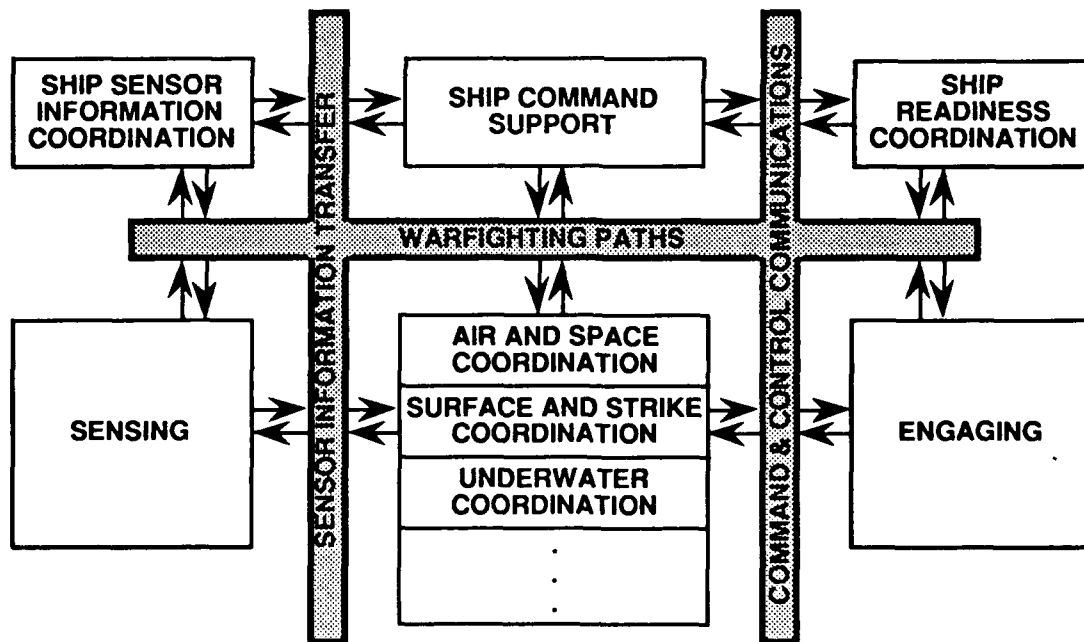 SHIP SENSOR
INFORMATION
COORDINATION
SENSOR INFORMATION TRANSFER
SHIP COMMAND
SUPPORT
COMMAND & CONTROL COMMUNICATIONS
SHIP
READINESS
COORDINATION
WARFIGHTING PATHS
SENSING
AIR AND SPACE
COORDINATION
SURFACE AND STRIKE
COORDINATION
UNDERWATER
COORDINATION
.
.
.
ENGAGING